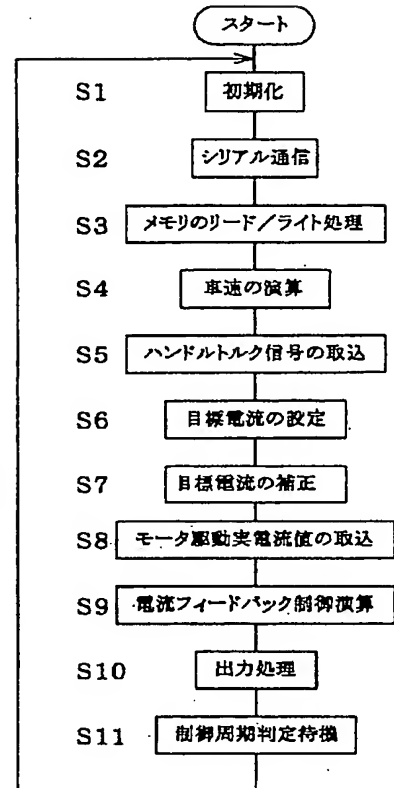 スタート
S1 初期化
S2 シリアル通信
S3 メモリのリード/ライト処理
S4 車速の演算
S5 ハンドルトルク信号の取込
S6 目標電流の設定
S7 目標電流の補正
S8 モータ駆動実電流値の取込
S9 電流フィードバック制御演算
S10 出力処理
S11 制御周期判定待機